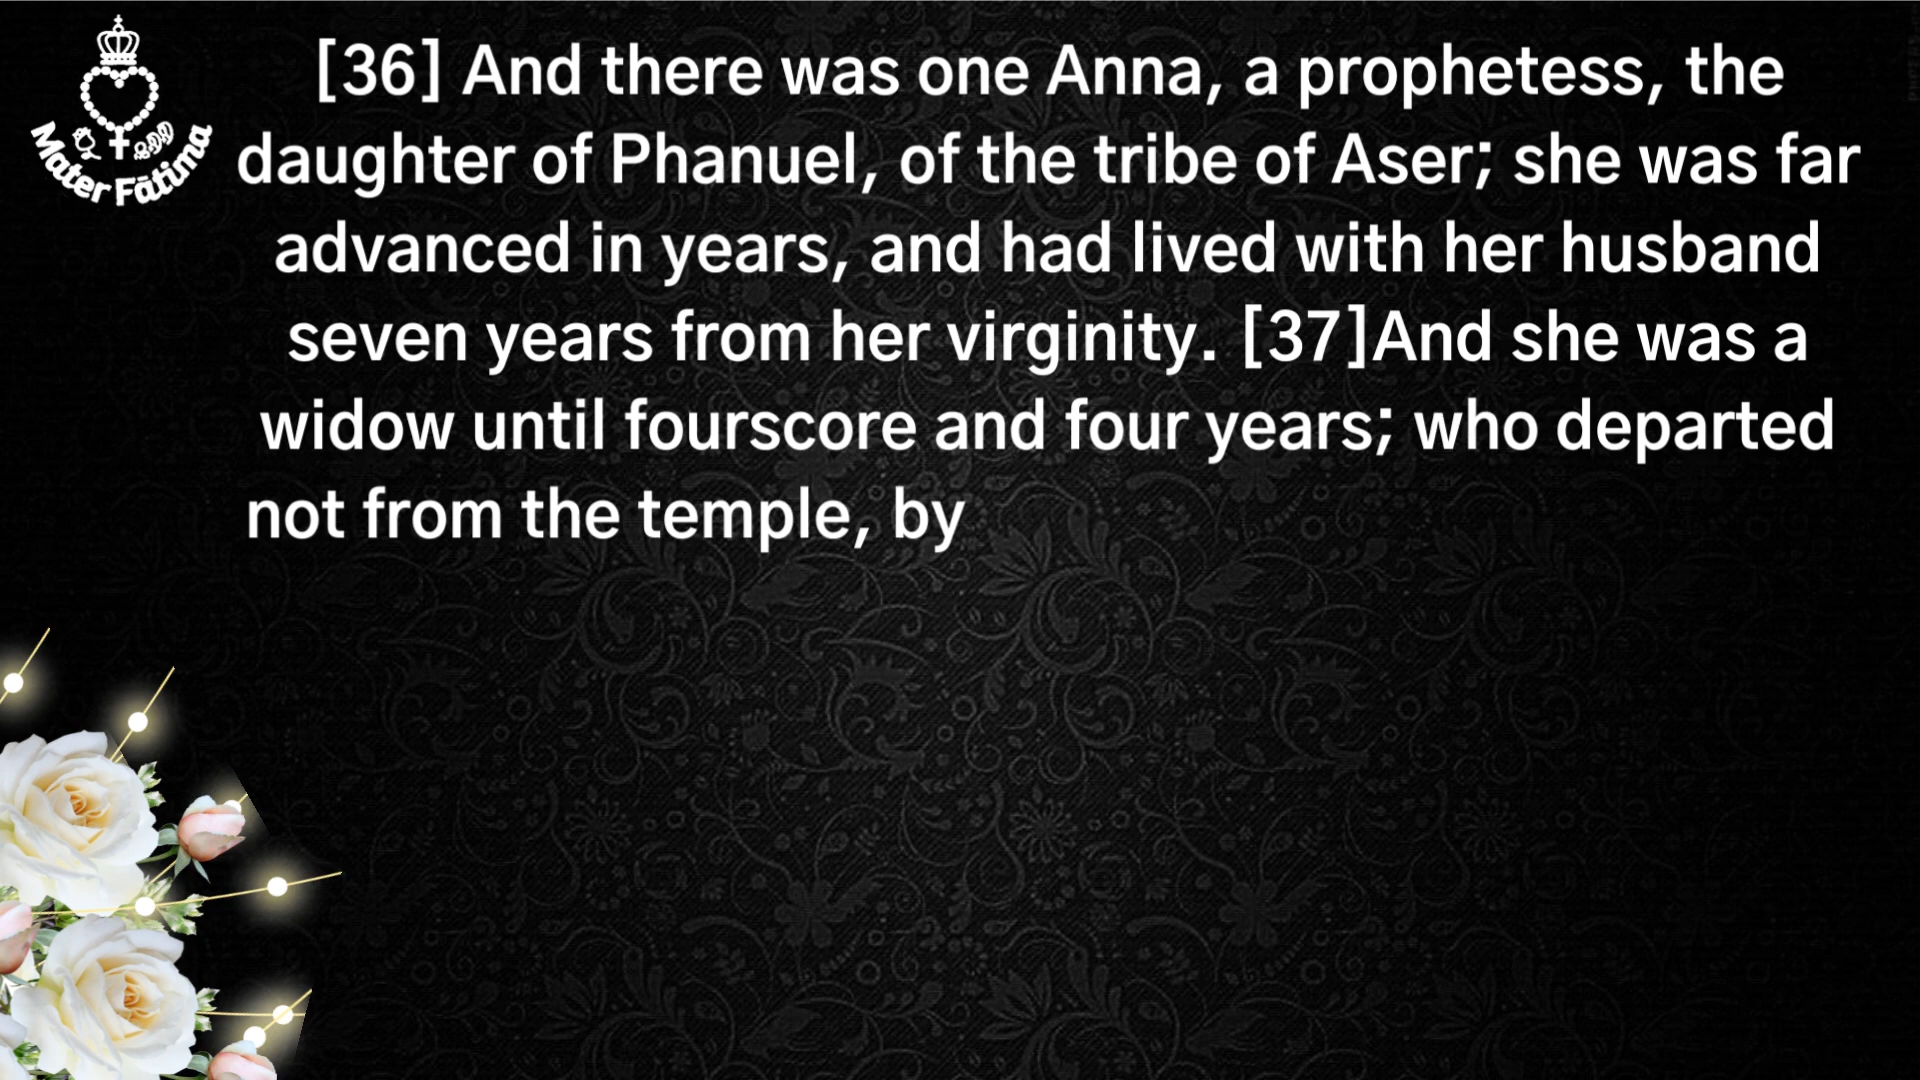 Mater Fātima
[36] And there was one Anna, a prophetess, the
daughter of Phanuel, of the tribe of Aser; she was far
advanced in years, and had lived with her husband
seven years from her virginity. [37]And she was a
widow until fourscore and four years; who departed
not from the temple, by